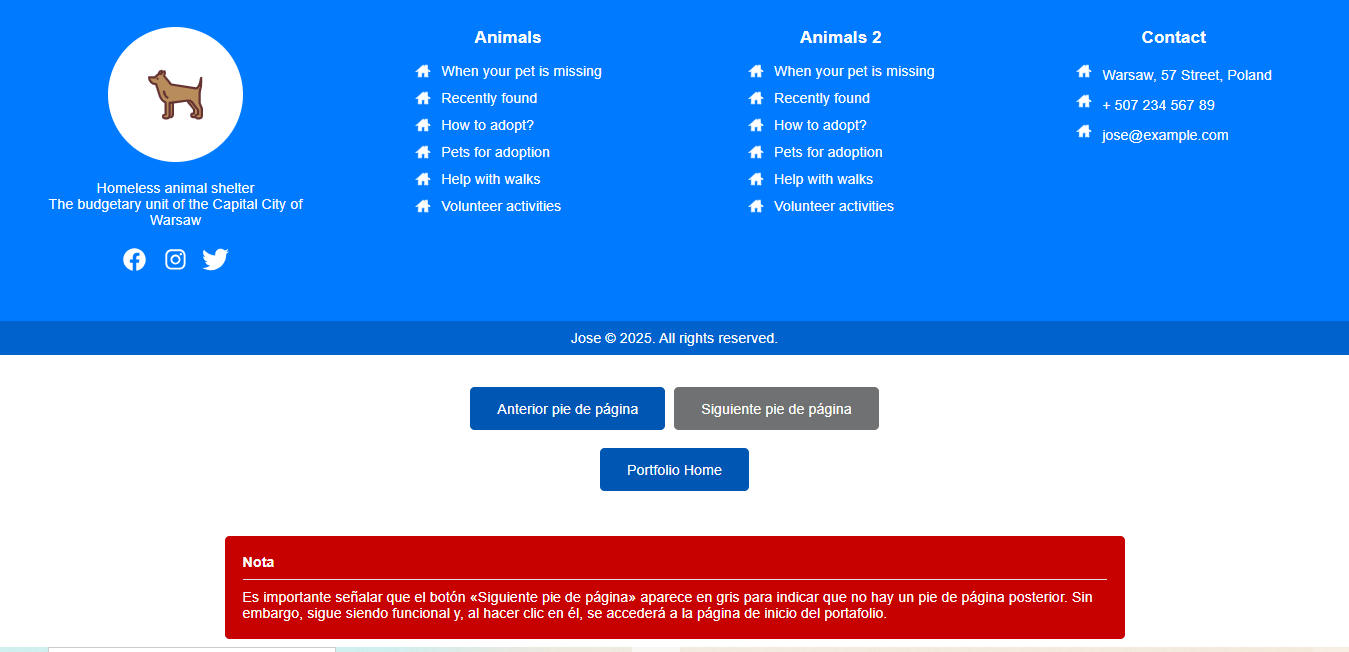 Homeless animal shelter
The budgetary unit of the Capital City of
Warsaw
Animals
When your pet is missing
Recently found
How to adopt?
Pets for adoption
Help with walks
Volunteer activities
Animals 2
When your pet is missing
Recently found
How to adopt?
Pets for adoption
Help with walks
Volunteer activities
Contact
Warsaw, 57 Street, Poland
+ 507 234 567 89
jose@example.com
Jose © 2025. All rights reserved.
Anterior pie de página
Siguiente pie de página
Portfolio Home
Nota
Es importante señalar que el botón «Siguiente pie de página» aparece en gris para indicar que no hay un pie de página posterior. Sin
embargo, sigue siendo funcional y, al hacer clic en él, se accederá a la página de inicio del portafolio.